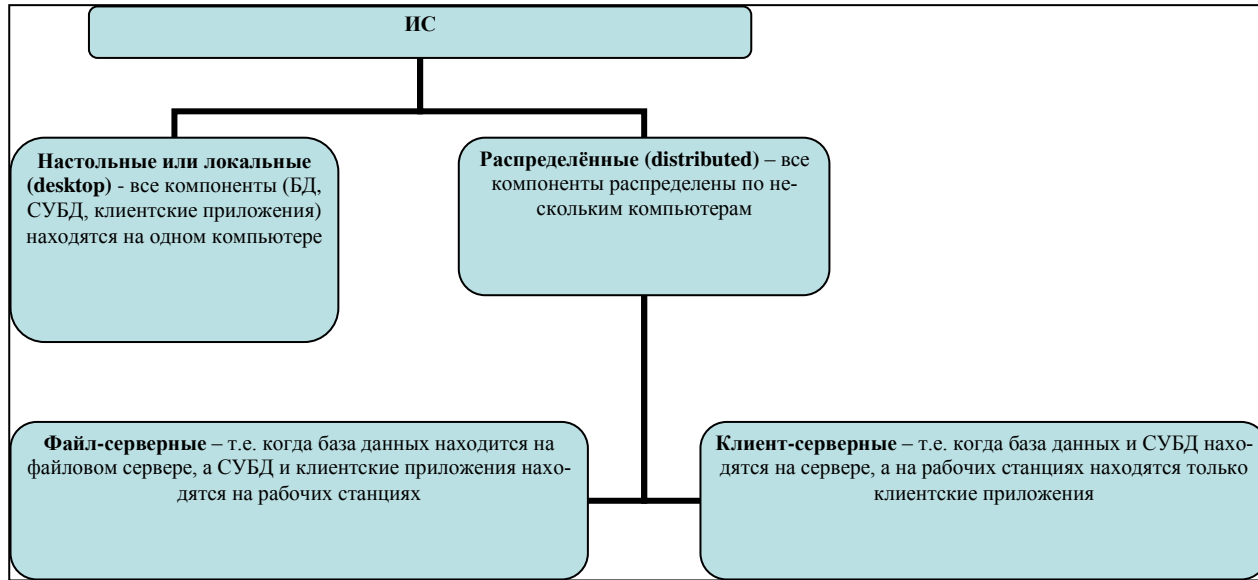 ИС
Настольные или локальные
(desktop) - все компоненты (БД,
СУБД, клиентские приложения)
находятся на одном компьютере
Распределённые (distributed) – все
компоненты распределены по не-
скольким компьютерам
Файл-серверные – т.е. когда база данных находится на
файловом сервере, а СУБД и клиентские приложения нахо-
дятся на рабочих станциях
Клиент-серверные – т.е. когда база данных и СУБД нахо-
дятся на сервере, а на рабочих станциях находятся только
клиентские приложения